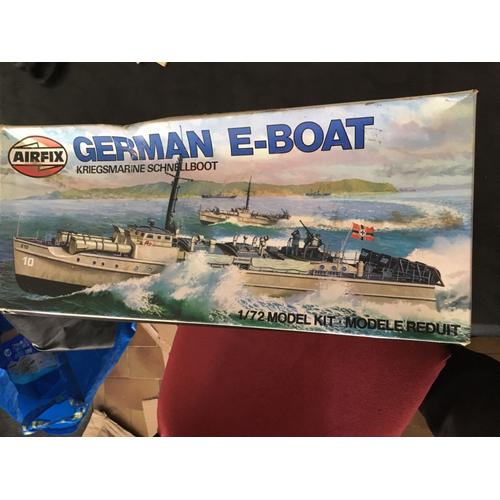 AIRFIX
GERMAN E-BOAT
KRIEGSMARINE SCHNELLBOOT
10
1/72 MODEL KIT · MODELE REDUIT